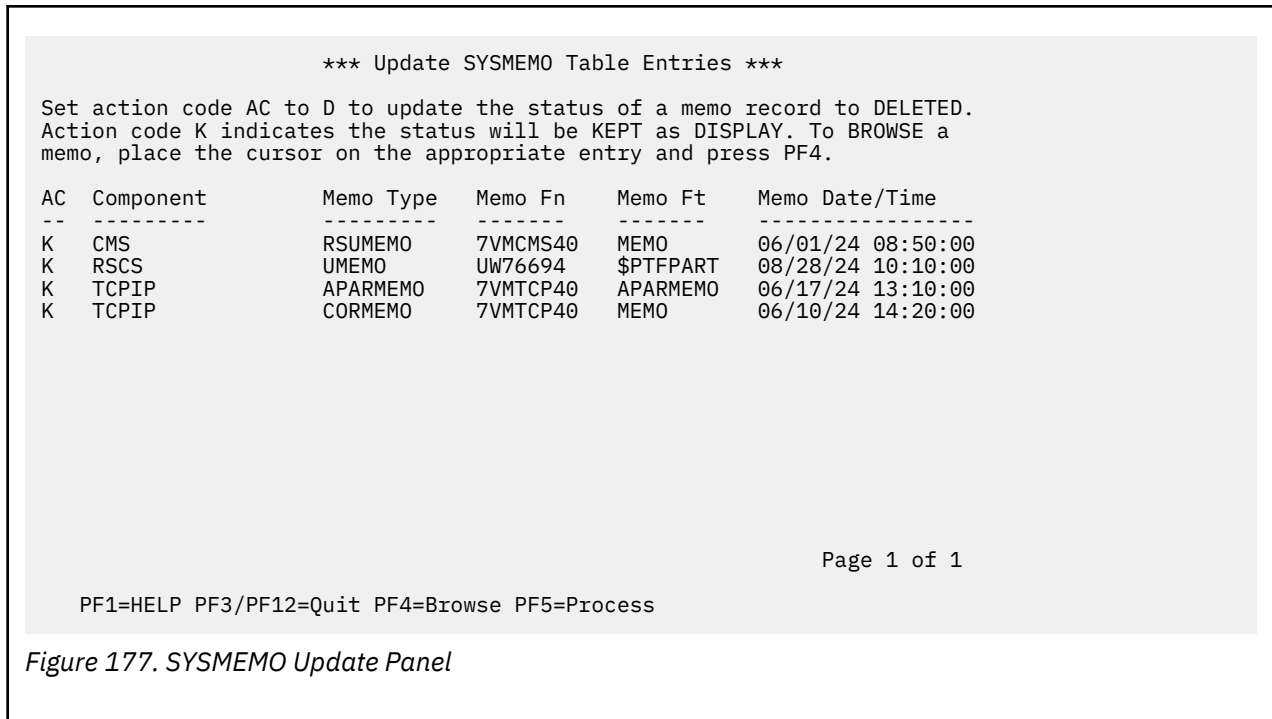 *** Update SYSMEMO Table Entries ***
Set action code AC to D to update the status of a memo record to DELETED.
Action code K indicates the status will be KEPT as DISPLAY. To BROWSE a
memo, place the cursor on the appropriate entry and press PF4.
AC  Component         Memo Type   Memo Fn    Memo Ft    Memo Date/Time
--  ---------         ---------   -------    -------    -----------------
K   CMS               RSUMEMO     7VMCMS40   MEMO       06/01/24 08:50:00
K   RSCS              UMEMO       UW76694    $PTFPART   08/28/24 10:10:00
K   TCPIP             APARMEMO    7VMTCP40   APARMEMO   06/17/24 13:10:00
K   TCPIP             CORMEMO     7VMTCP40   MEMO       06/10/24 14:20:00
Page 1 of 1
PF1=HELP PF3/PF12=Quit PF4=Browse PF5=Process
Figure 177. SYSMEMO Update Panel